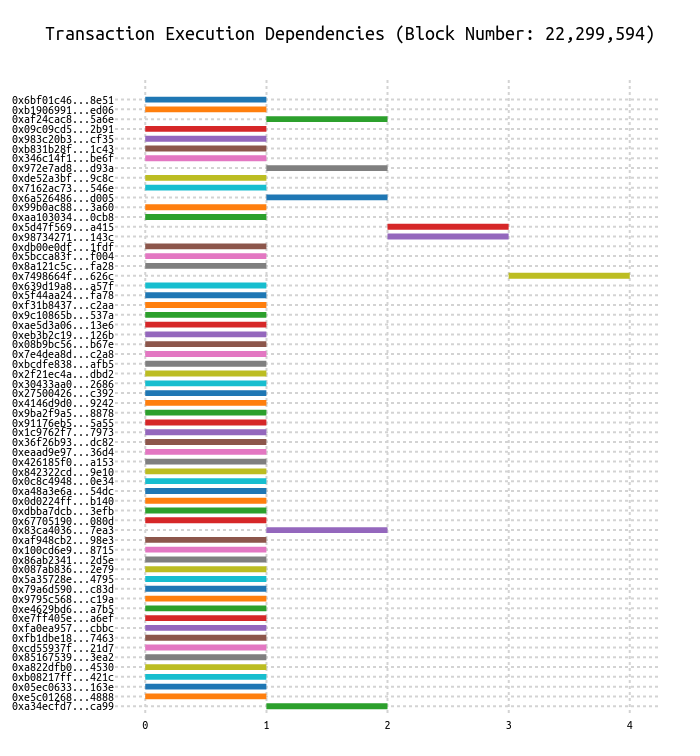 Transaction Execution Dependencies (Block Number: 22,299,594)
0x6bf01c46...8e51
0xb1906991...ed06
0xaf24cac8...5a6e
0x09c09cd5...2b91
0x983c20b3...cf35
0xb831b28f...1c43
0x346c14f1...be6f
0x972e7ad8...d93a
0xde52a3bf...9c8c
0x7162ac73...546e
0x6a526486...d005
0x99b0ac88...3a60
0xaa103034...0cb8
0x5d47f569...a415
0x98734271...143c
0xdb00e0df...1fdf
0x5bcca83f...f004
0x8a121c5c...fa28
0x7498664f...626c
0x639d19a8...a57f
0x5f44aa24...fa78
0xf31b8437...c2aa
0x9c10865b...537a
0xae5d3a06...13e6
0xeb3b2c19...126b
0x08b9bc56...b67e
0x7e4dea8d...c2a8
0xbcdfe838...afb5
0x2f21ec4a...dbd2
0x30433aa0...2686
0x27500426...c392
0x4146d9d0...9242
0x9ba2f9a5...8878
0x91176eb5...5a55
0x1c9762f7...7973
0x36f26b93...dc82
0xeaad9e97...36d4
0x426185f0...a153
0x842322cd...9e10
0x0c8c4948...0e34
0xa48a3e6a...54dc
0x0d0224ff...b140
0xdbba7dcb...3efb
0x67705190...080d
0x83ca4036...7ea3
0xaf948cb2...98e3
0x100cd6e9...8715
0x86ab2341...2d5e
0x087ab836...2e79
0x5a35728e...4795
0x79a6d590...c83d
0x9795c568...c19a
0xe4629bd6...a7b5
0xe7ff405e...a6ef
0xfa0ea957...cbbc
0xfb1dbe18...7463
0xcd55937f...21d7
0x85167539...3ea2
0xa822dfb0...4530
0xb08217ff...421c
0x05ec0633...163e
0xe5c01268...4888
0xa34ecfd7...ca99
0 1 2 3 4